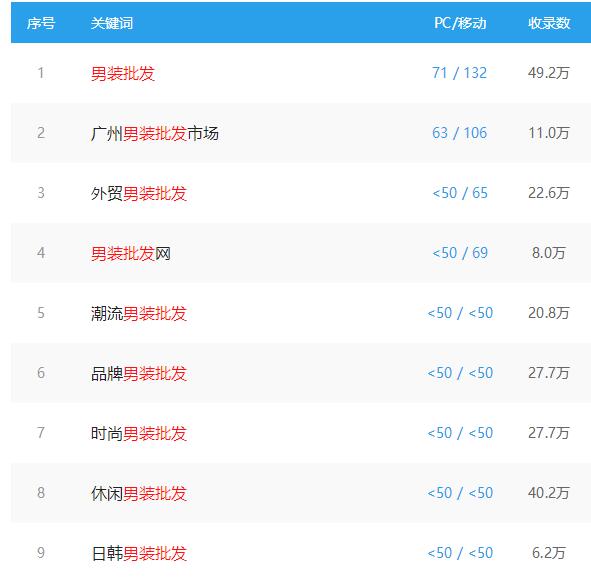 序号 关键词 PC/移动 收录数
1 男装批发 71 / 132 49.2万
2 广州男装批发市场 63 / 106 11.0万
3 外贸男装批发 <50 / 65 22.6万
4 男装批发网 <50 / 69 8.0万
5 潮流男装批发 <50 / <50 20.8万
6 品牌男装批发 <50 / <50 27.7万
7 时尚男装批发 <50 / <50 27.7万
8 休闲男装批发 <50 / <50 40.2万
9 日韩男装批发 <50 / <50 6.2万